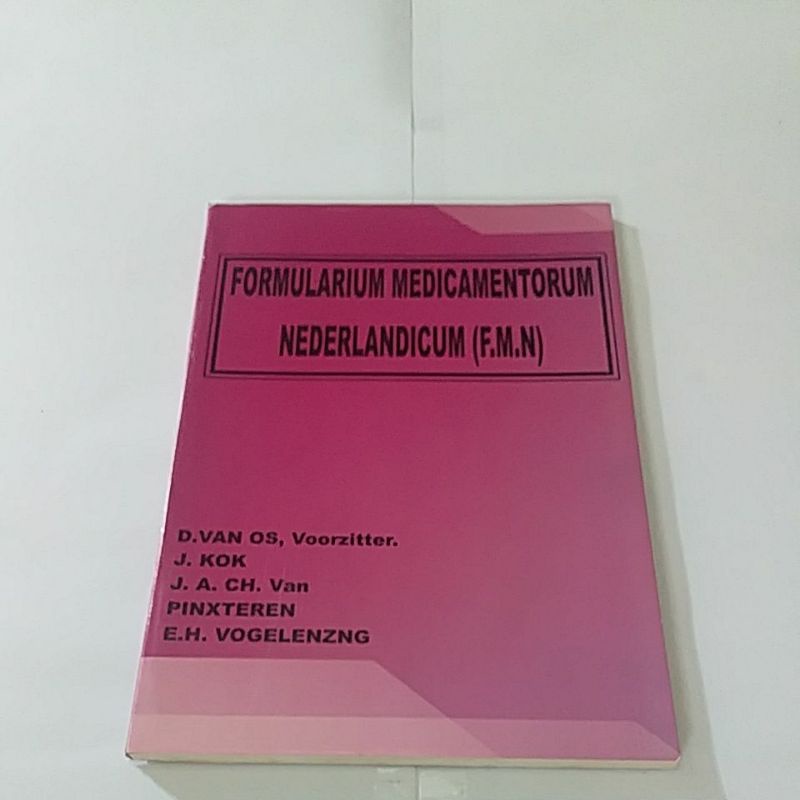 FORMULARIUM MEDICAMENTORUM
NEDERLANDICUM (F.M.N)
D.VAN OS, Voorzitter.
J. KOK
J. A. CH. Van
PINXTEREN
E.H. VOGELENZNG